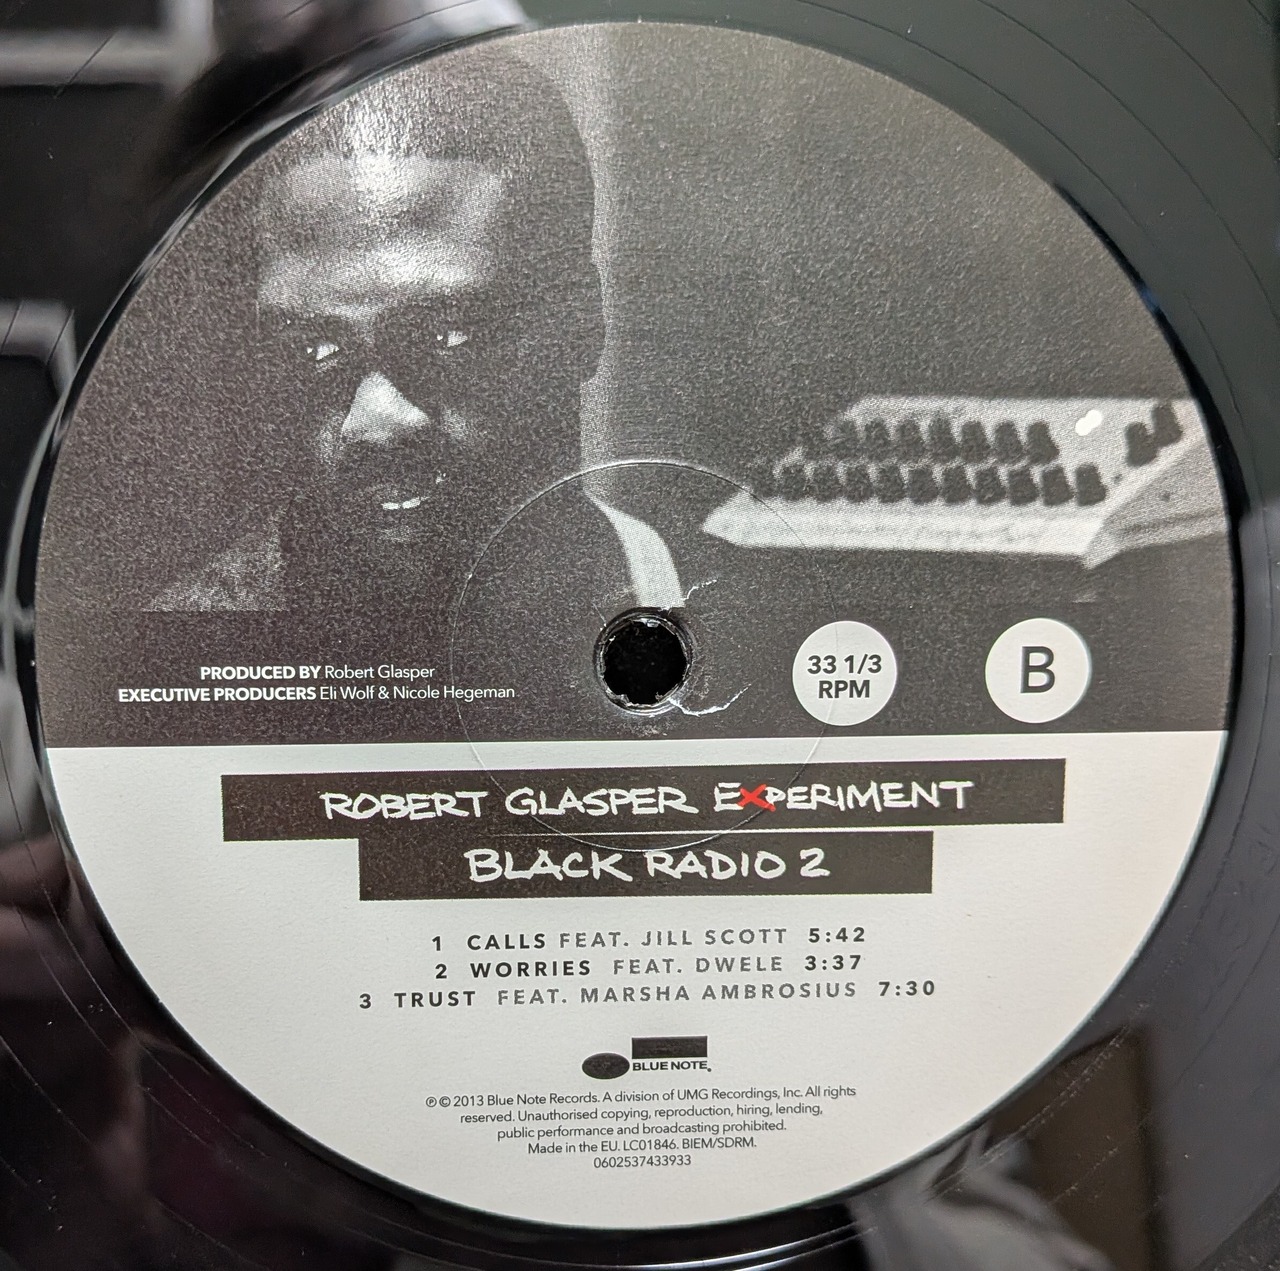 PRODUCED BY Robert Glasper
EXECUTIVE PRODUCERS Eli Wolf & Nicole Hegeman
33 1/3
RPM
B
ROBERT GLASPER EXPERIMENT
BLACK RADIO 2
1 CALLS FEAT. JILL SCOTT 5:42
2 WORRIES FEAT. DWELE 3:37
3 TRUST FEAT. MARSHA AMBROSIUS 7:30
BLUE NOTE
℗ © 2013 Blue Note Records. A division of UMG Recordings, Inc. All rights
reserved. Unauthorised copying, reproduction, hiring, lending,
public performance and broadcasting prohibited.
Made in the EU. LC01846. BIEM/SDRM.
0602537433933